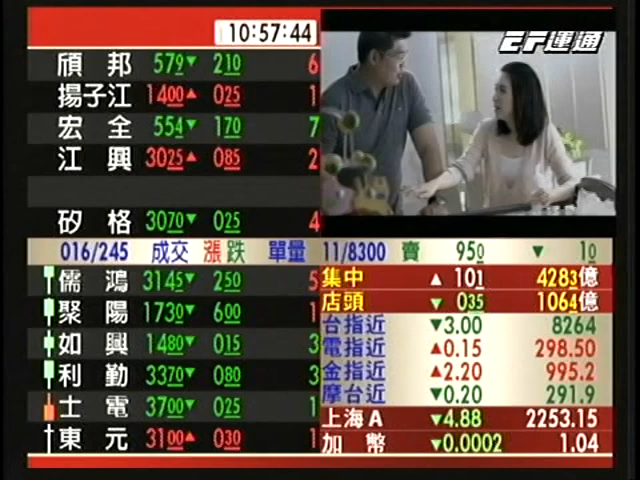 10:57:44
EF運通
頎邦 579▼ 210 6
揚子江 1400▲ 025 1
宏全 554▼ 170 7
江興 3025▲ 085 2
矽格 3070▼ 025 4
016/245 成交 漲跌 單量 11/8300 賣 950 ▼ 10
儒鴻 3145▼ 250 5
聚陽 1730▼ 600 1
如興 1480▼ 015 3
利勤 3370▼ 080 3
士電 3700▼ 025 1
東元 3100▲ 030 1
集中 ▲ 101 4283億
店頭 ▼ 035 1064億
台指近 ▼3.00 8264
電指近 ▲0.15 298.50
金指近 ▲2.20 995.2
摩台近 ▼0.20 291.9
上海A ▼4.88 2253.15
加幣 ▼0.0002 1.04